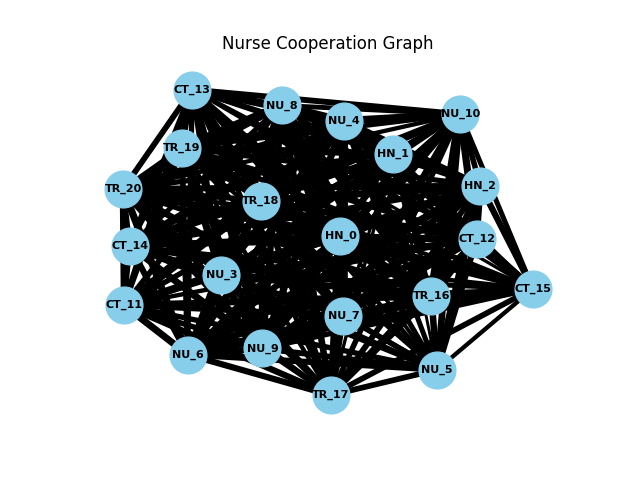 Nurse Cooperation Graph
CT_13
NU_8
NU_10
NU_4
TR_19
HN_1
TR_20
HN_2
TR_18
HN_0
CT_12
CT_14
NU_3
CT_15
TR_16
CT_11
NU_7
NU_9
NU_6
NU_5
TR_17